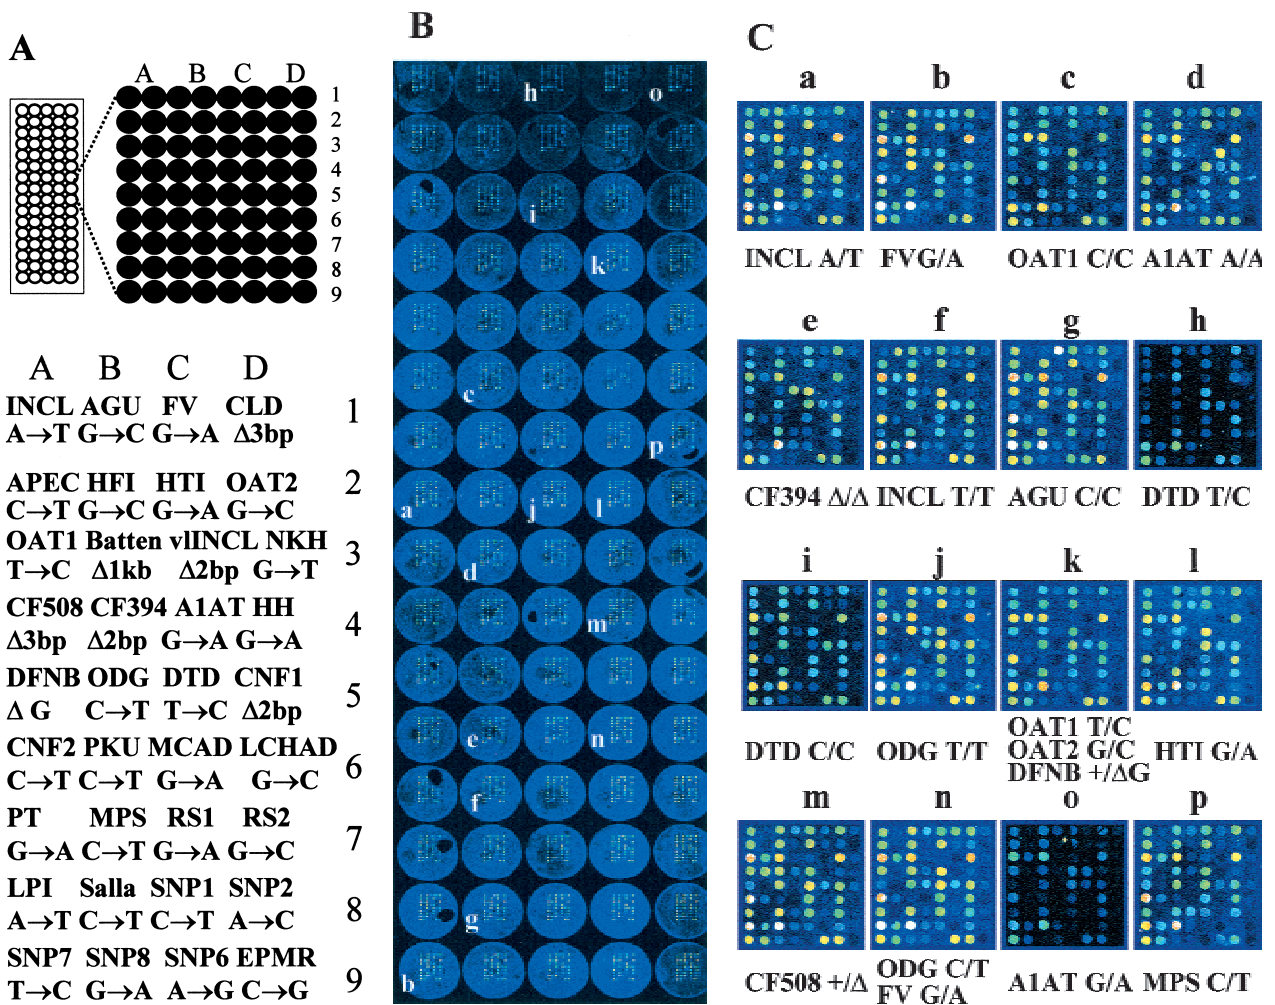 A
A B C D
1
2
3
4
5
6
7
8
9
A B C D
INCL AGU FV CLD 1
A→T G→C G→A Δ3bp
APEC HFI HTI OAT2 2
C→T G→C G→A G→C
OAT1 Batten vlINCL NKH 3
T→C Δ1kb Δ2bp G→T
CF508 CF394 A1AT HH 4
Δ3bp Δ2bp G→A G→A
DFNB ODG DTD CNF1 5
Δ G C→T T→C Δ2bp
CNF2 PKU MCAD LCHAD 6
C→T C→T G→A G→C
PT MPS RS1 RS2 7
G→A C→T G→A G→C
LPI Salla SNP1 SNP2 8
A→T C→T C→T A→C
SNP7 SNP8 SNP6 EPMR 9
T→C G→A A→G C→G
B
h o
i
k
c
p
a j l
d
m
e n
f
g
b
C
a b c d
INCL A/T FVG/A OAT1 C/C A1AT A/A
e f g h
CF394 Δ/Δ INCL T/T AGU C/C DTD T/C
i j k l
DTD C/C ODG T/T OAT1 T/C HTI G/A
OAT2 G/C
DFNB +/ΔG
m n o p
CF508 +/Δ ODG C/T A1AT G/A MPS C/T
FV G/A